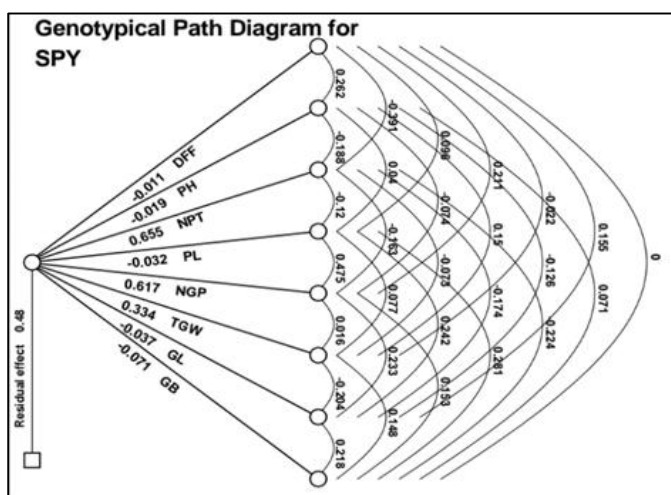 Genotypical Path Diagram for
SPY
-0.011 DFF
-0.019 PH
0.655 NPT
-0.032 PL
0.617 NGP
0.334 TGW
-0.037 GL
-0.071 GB
Residual effect 0.48
0.262
-0.188
-0.12
0.475
0.016
-0.204
0.218
-0.391
0.04
-0.163
0.077
0.233
0.148
0.096
-0.074
-0.073
0.242
0.153
0.211
0.15
-0.174
0.281
-0.022
-0.126
-0.224
0.155
0.071
0